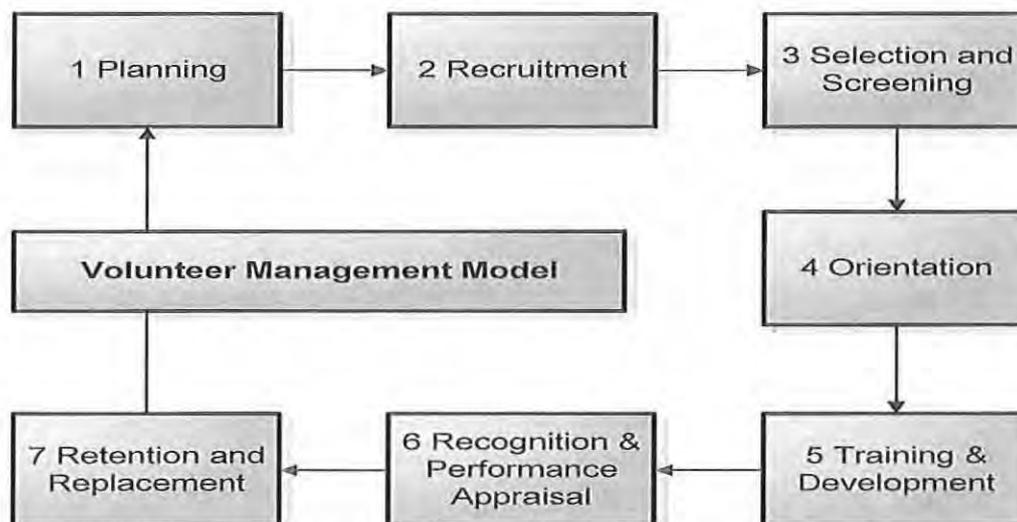 1 Planning
2 Recruitment
3 Selection and
Screening
Volunteer Management Model
4 Orientation
7 Retention and
Replacement
6 Recognition &
Performance
Appraisal
5 Training &
Development